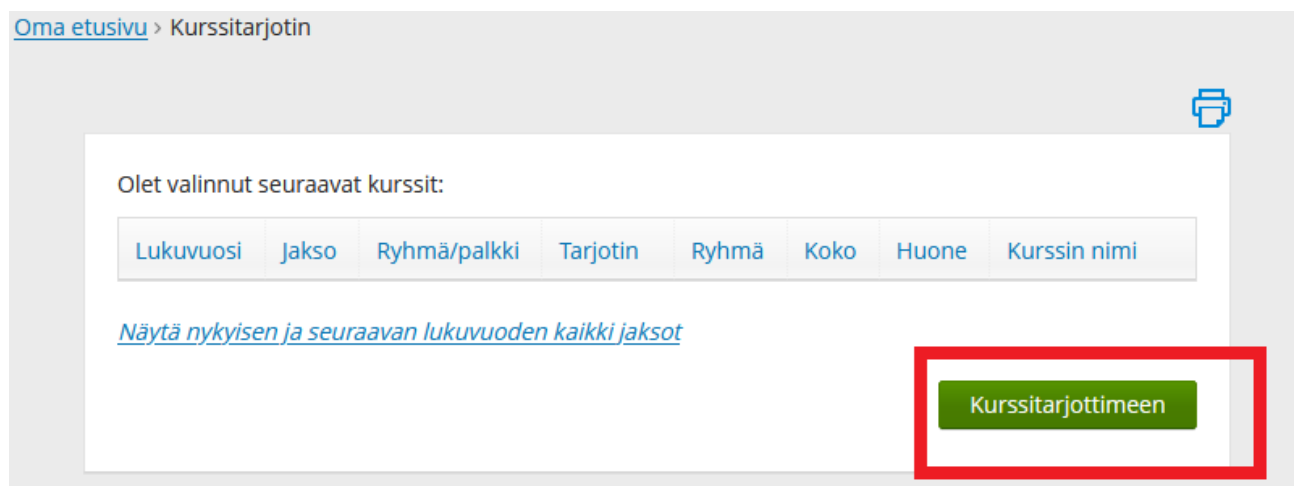 Oma etusivu › Kurssitarjotin
Olet valinnut seuraavat kurssit:
Lukuvuosi Jakso Ryhmä/palkki Tarjotin Ryhmä Koko Huone Kurssin nimi
Näytä nykyisen ja seuraavan lukuvuoden kaikki jaksot
Kurssitarjottimeen